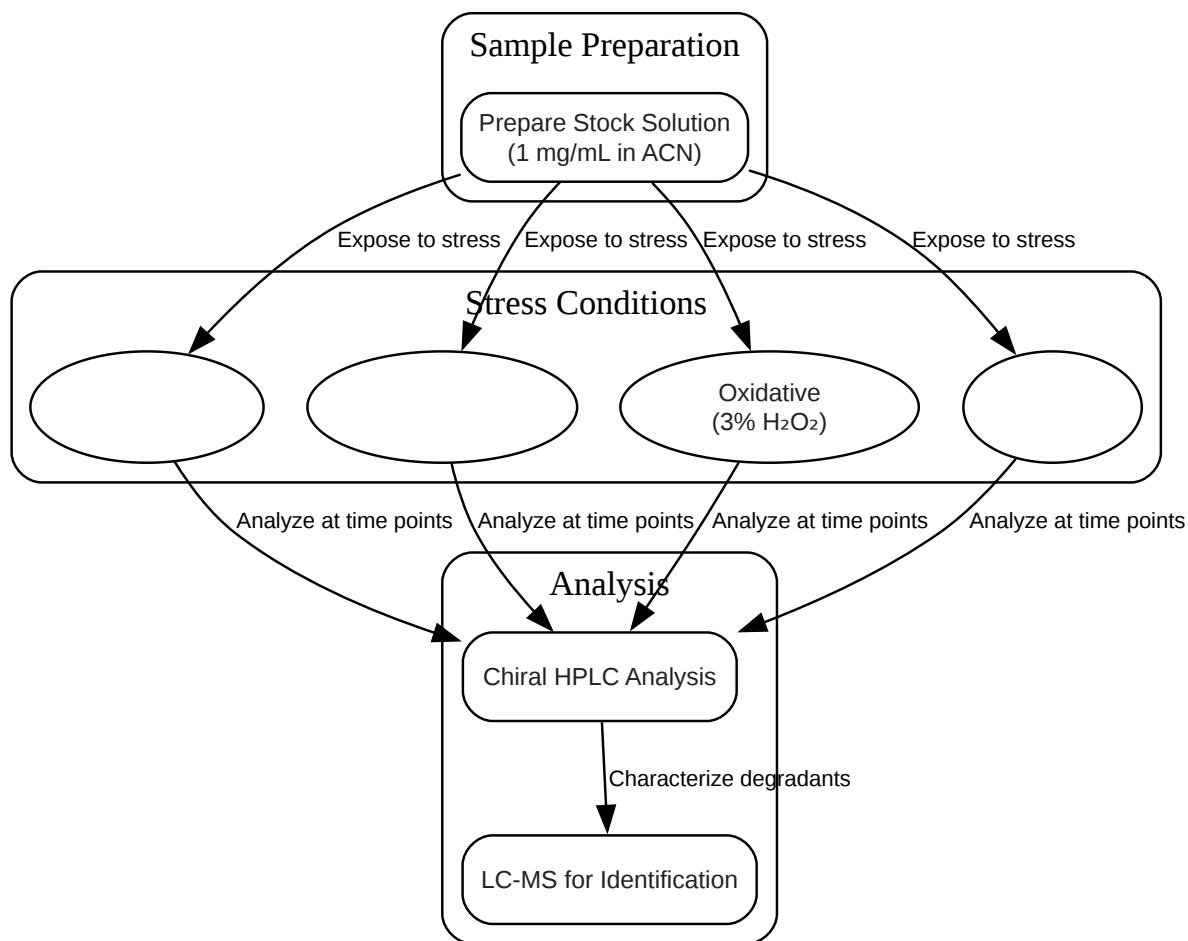 Sample Preparation
Prepare Stock Solution
(1 mg/mL in ACN)
Expose to stress
Expose to stress
Expose to stress
Expose to stress
Stress Conditions
Oxidative
(3% H₂O₂)
Analyze at time points
Analyze at time points
Analyze at time points
Analyze at time points
Analysis
Chiral HPLC Analysis
Characterize degradants
LC-MS for Identification